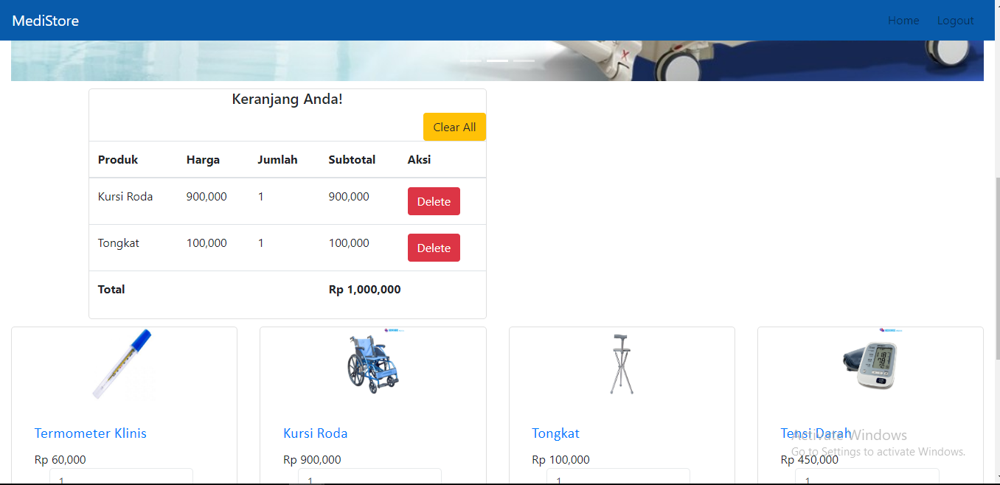 MediStore Home Logout
Keranjang Anda!
Clear All
Produk Harga Jumlah Subtotal Aksi
Kursi Roda 900,000 1 900,000 Delete
Tongkat 100,000 1 100,000 Delete
Total Rp 1,000,000
Termometer Klinis Kursi Roda Tongkat Tensi Darah
Activate Windows
Go to Settings to activate Windows.
Rp 60,000 Rp 900,000 Rp 100,000 Rp 450,000
1 1 1 1